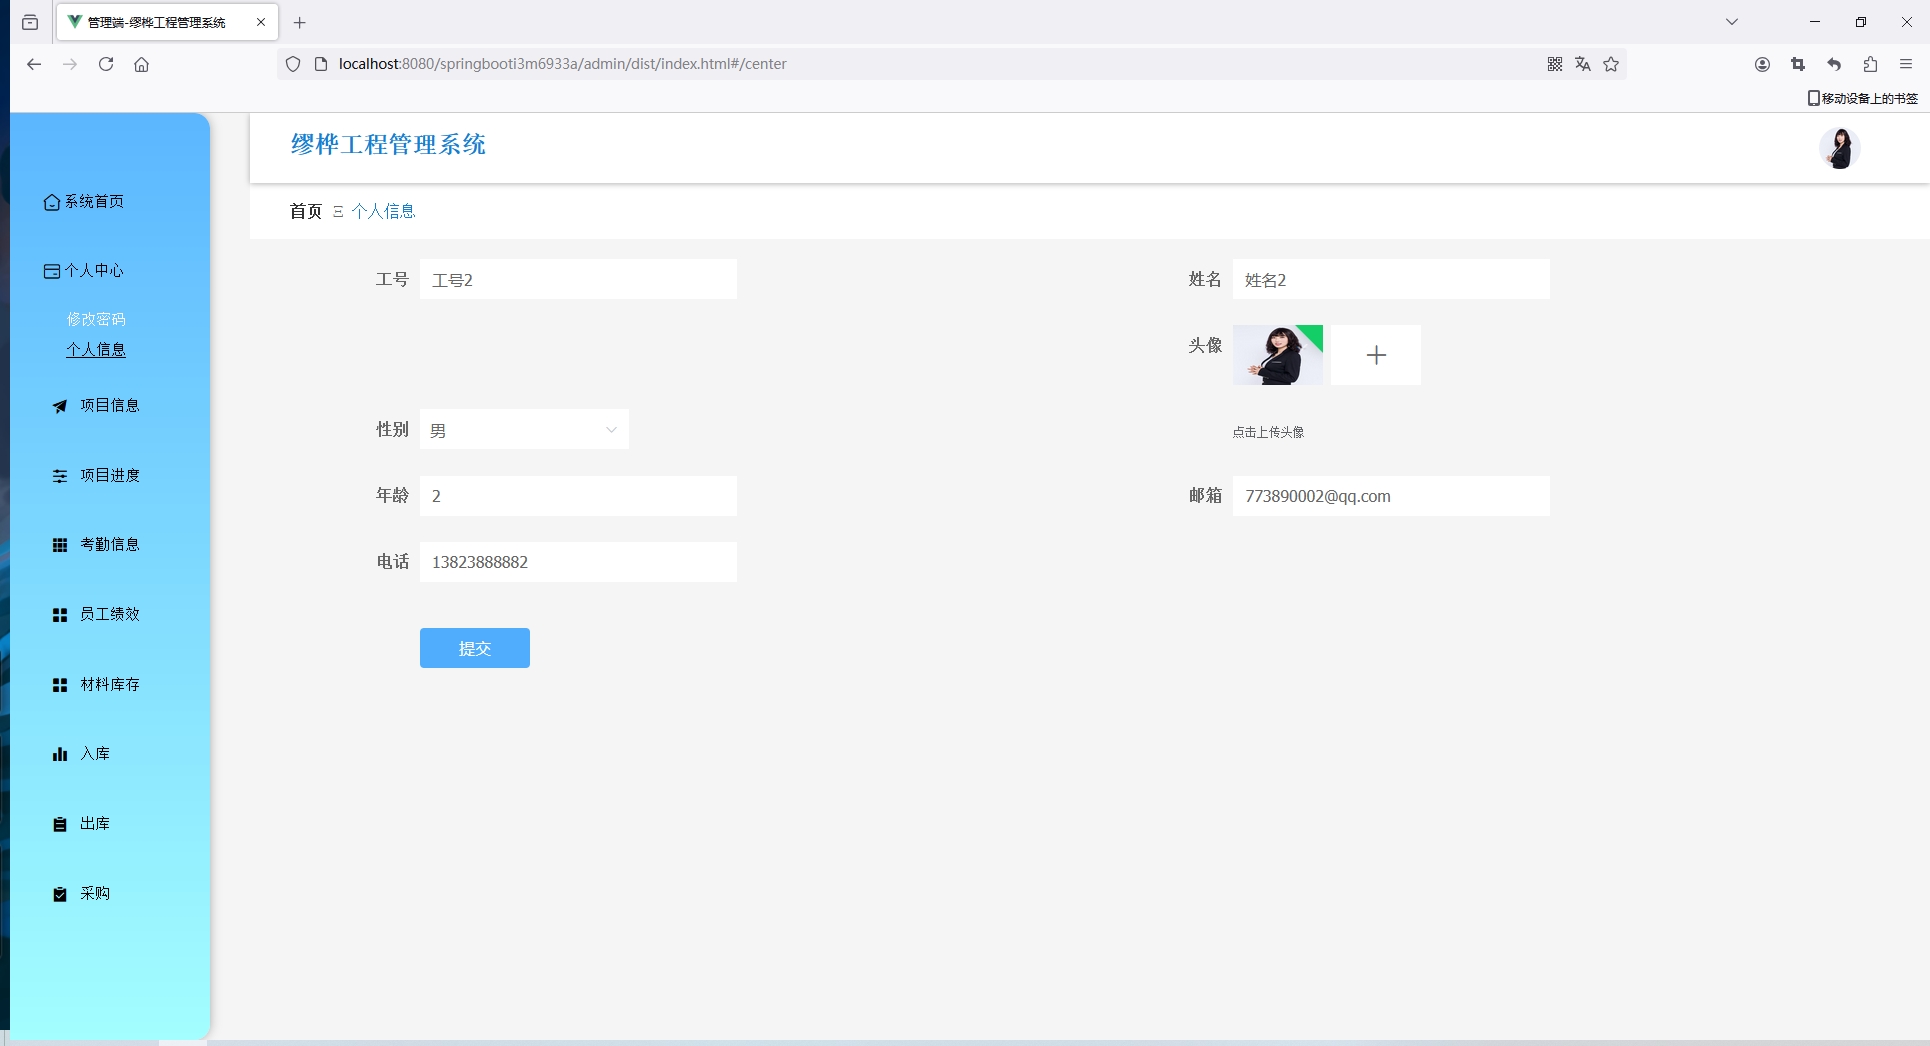 管理端-缪桦工程管理系统
localhost:8080/springbooti3m6933a/admin/dist/index.html#/center
移动设备上的书签
缪桦工程管理系统
首页 Ξ 个人信息
系统首页
个人中心
修改密码
个人信息
项目信息
项目进度
考勤信息
员工绩效
材料库存
入库
出库
采购
工号 工号2
姓名 姓名2
头像
性别 男
点击上传头像
年龄 2
邮箱 773890002@qq.com
电话 13823888882
提交